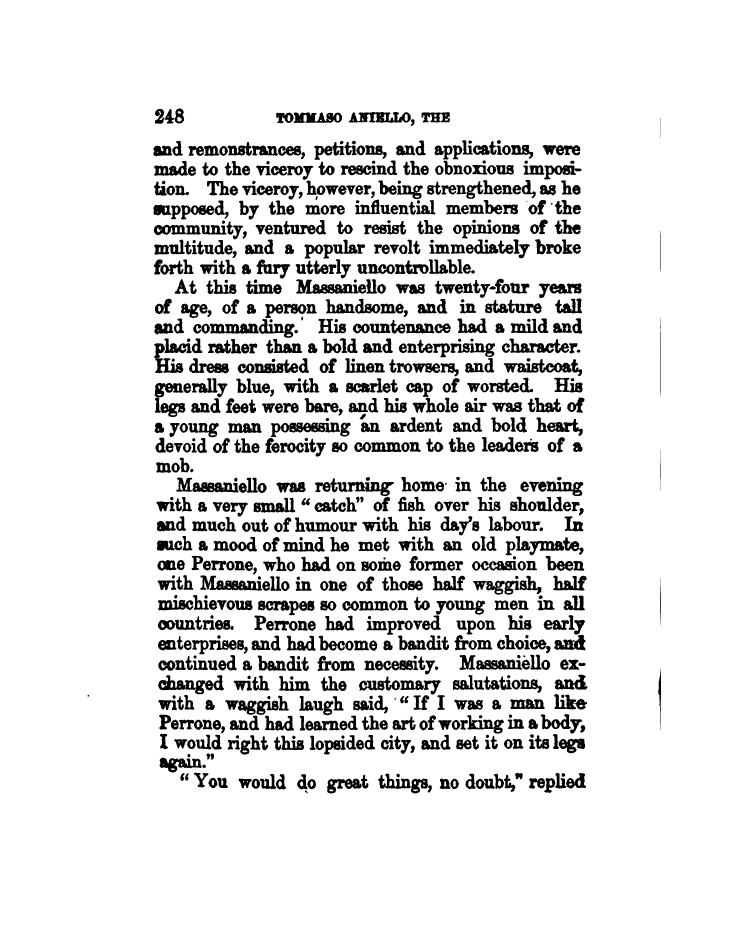 248 TOMMASO ANIELLO, THE
and remonstrances, petitions, and applications, were
made to the viceroy to rescind the obnoxious imposi-
tion. The viceroy, however, being strengthened, as he
supposed, by the more influential members of the
community, ventured to resist the opinions of the
multitude, and a popular revolt immediately broke
forth with a fury utterly uncontrollable.
At this time Massaniello was twenty-four years
of age, of a person handsome, and in stature tall
and commanding. His countenance had a mild and
placid rather than a bold and enterprising character.
His dress consisted of linen trowsers, and waistcoat,
generally blue, with a scarlet cap of worsted. His
legs and feet were bare, and his whole air was that of
a young man possessing an ardent and bold heart,
devoid of the ferocity so common to the leaders of a
mob.
Massaniello was returning home in the evening
with a very small “catch” of fish over his shoulder,
and much out of humour with his day's labour. In
such a mood of mind he met with an old playmate,
one Perrone, who had on some former occasion been
with Massaniello in one of those half waggish, half
mischievous scrapes so common to young men in all
countries. Perrone had improved upon his early
enterprises, and had become a bandit from choice, and
continued a bandit from necessity. Massaniello ex-
changed with him the customary salutations, and
with a waggish laugh said, “If I was a man like
Perrone, and had learned the art of working in a body,
I would right this lopsided city, and set it on its legs
again.”
“You would do great things, no doubt,” replied